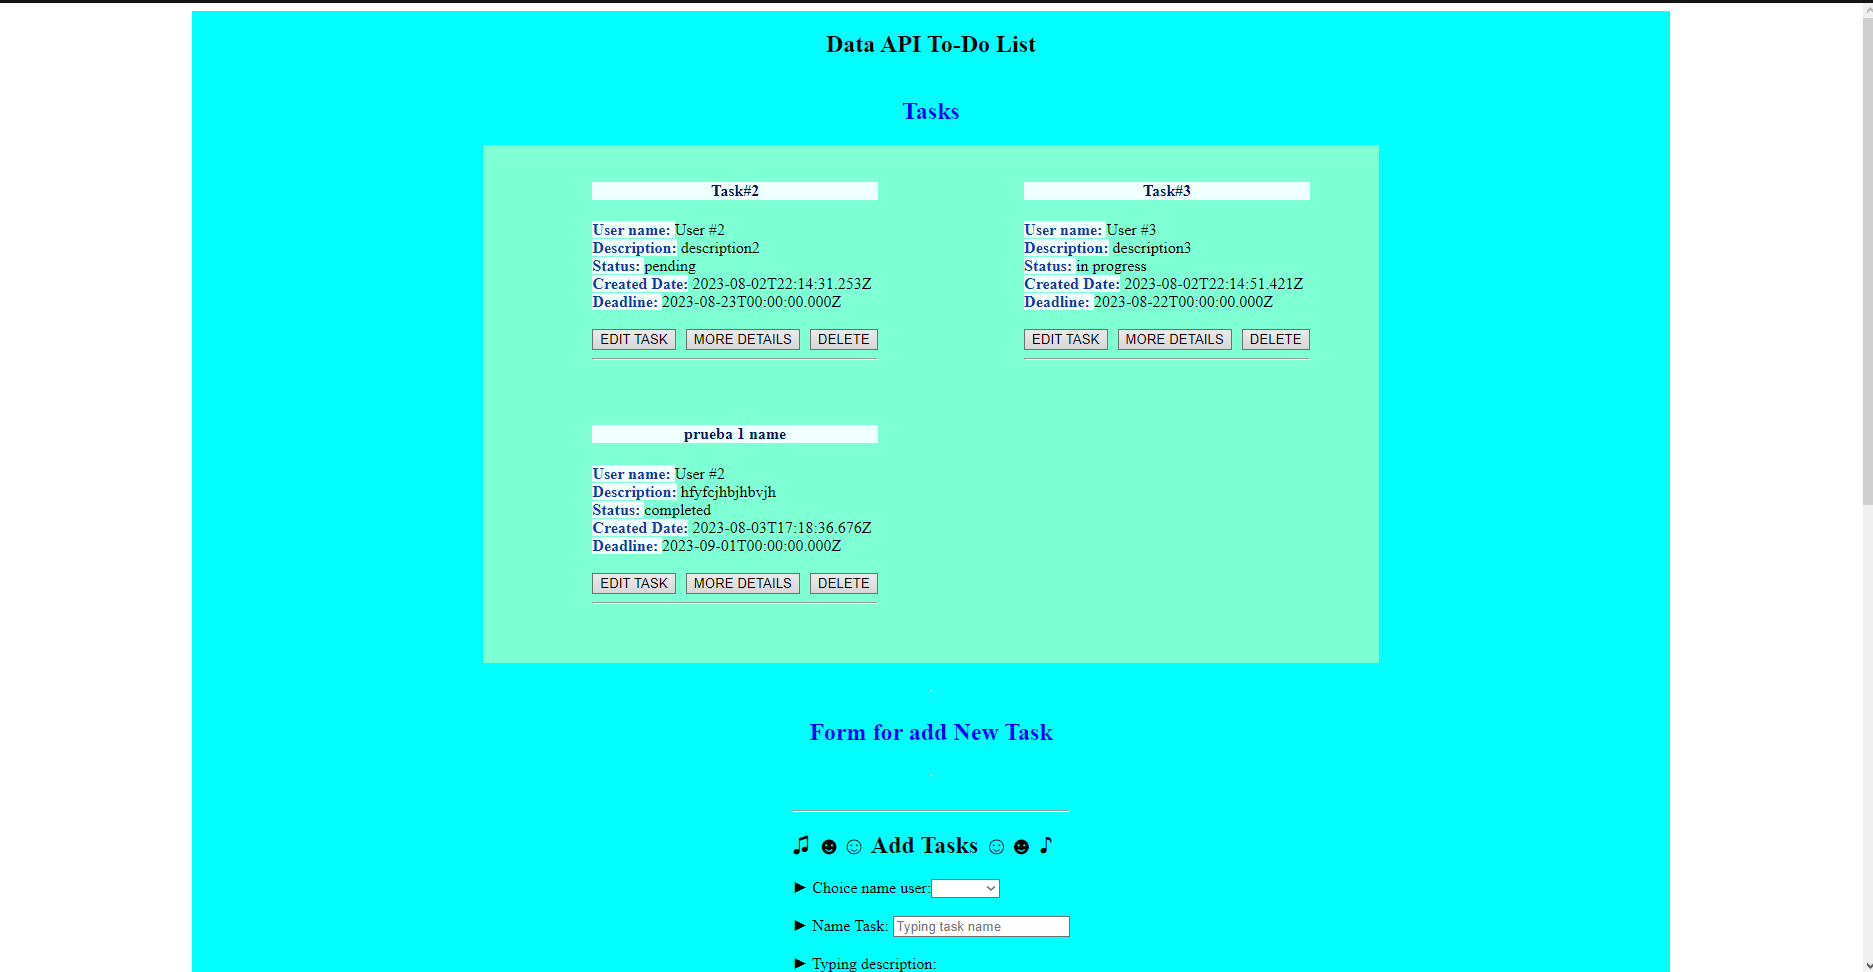 Data API To-Do List
Tasks
Task#2
User name: User #2
Description: description2
Status: pending
Created Date: 2023-08-02T22:14:31.253Z
Deadline: 2023-08-23T00:00:00.000Z
EDIT TASK MORE DETAILS DELETE
Task#3
User name: User #3
Description: description3
Status: in progress
Created Date: 2023-08-02T22:14:51.421Z
Deadline: 2023-08-22T00:00:00.000Z
EDIT TASK MORE DETAILS DELETE
prueba 1 name
User name: User #2
Description: hfyfcjhbjhbvjh
Status: completed
Created Date: 2023-08-03T17:18:36.676Z
Deadline: 2023-09-01T00:00:00.000Z
EDIT TASK MORE DETAILS DELETE
Form for add New Task
♫ ☻☺ Add Tasks ☺☻ ♪
► Choice name user:
► Name Task: Typing task name
► Typing description: